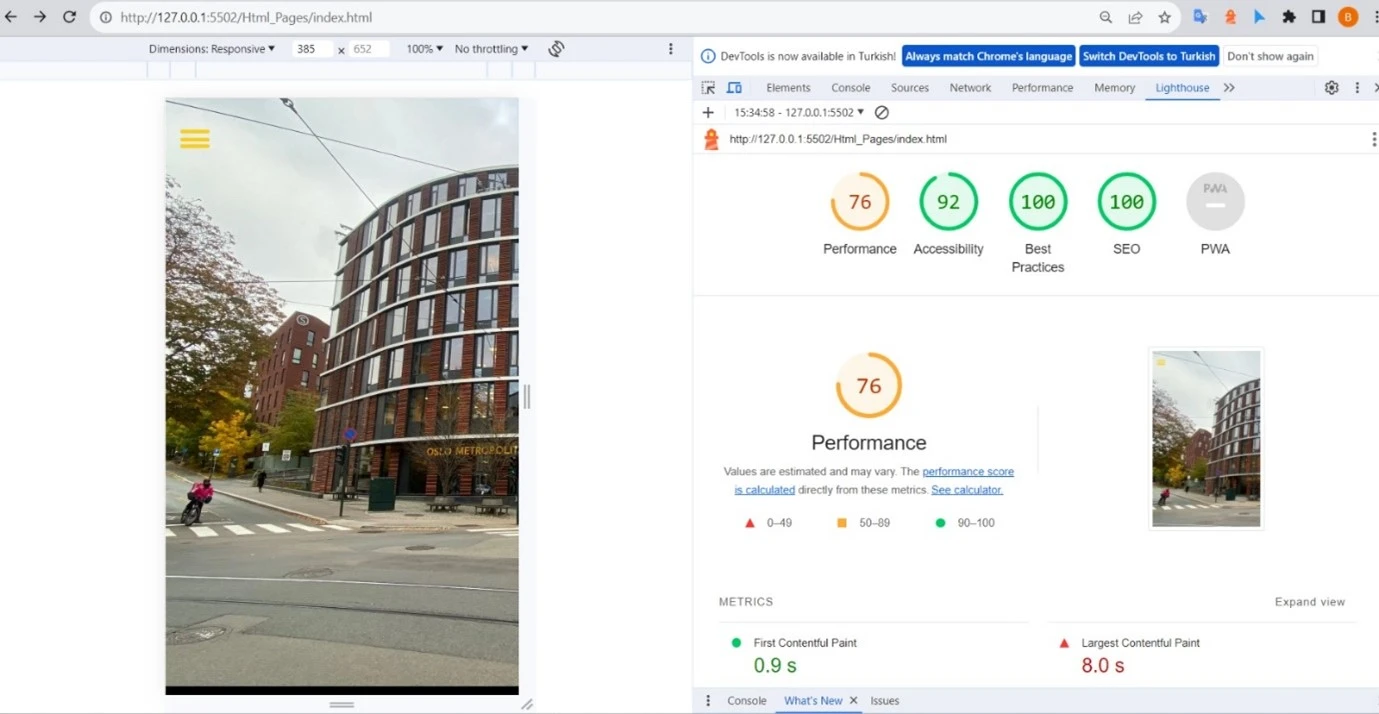 http://127.0.0.1:5502/Html_Pages/index.html
B
Dimensions: Responsive 385 x 652 100% No throttling
DevTools is now available in Turkish! Always match Chrome's language Switch DevTools to Turkish Don't show again
Elements Console Sources Network Performance Memory Lighthouse
15:34:58 - 127.0.0.1:5502
http://127.0.0.1:5502/Html_Pages/index.html
76 92 100 100 PWA
Performance Accessibility Best Practices SEO PWA
OSLO METROPOLIT
76
Performance
Values are estimated and may vary. The performance score
is calculated directly from these metrics. See calculator.
0–49 50–89 90–100
METRICS Expand view
First Contentful Paint Largest Contentful Paint
0.9 s 8.0 s
Console What's New Issues